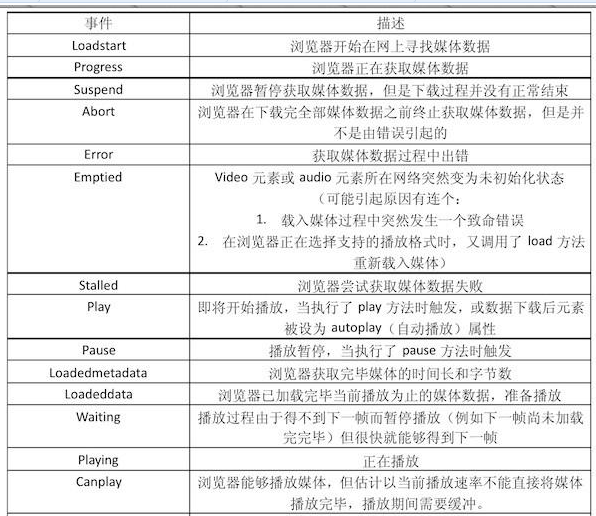 事件 描述
Loadstart 浏览器开始在网上寻找媒体数据
Progress 浏览器正在获取媒体数据
Suspend 浏览器暂停获取媒体数据，但是下载过程并没有正常结束
Abort 浏览器在下载完全部媒体数据之前终止获取媒体数据，但是并
不是由错误引起的
Error 获取媒体数据过程中出错
Emptied Video 元素或 audio 元素所在网络突然变为未初始化状态
（可能引起原因有连个：
1. 载入媒体过程中突然发生一个致命错误
2. 在浏览器正在选择支持的播放格式时，又调用了 load 方法
重新载入媒体）
Stalled 浏览器尝试获取媒体数据失败
Play 即将开始播放，当执行了 play 方法时触发，或数据下载后元素
被设为 autoplay（自动播放）属性
Pause 播放暂停，当执行了 pause 方法时触发
Loadedmetadata 浏览器获取完毕媒体的时间长和字节数
Loadeddata 浏览器已加载完毕当前播放为止的媒体数据，准备播放
Waiting 播放过程由于得不到下一帧而暂停播放（例如下一帧尚未加载
完完毕）但很快就能够得到下一帧
Playing 正在播放
Canplay 浏览器能够播放媒体，但估计以当前播放速率不能直接将媒体
播放完毕，播放期间需要缓冲。